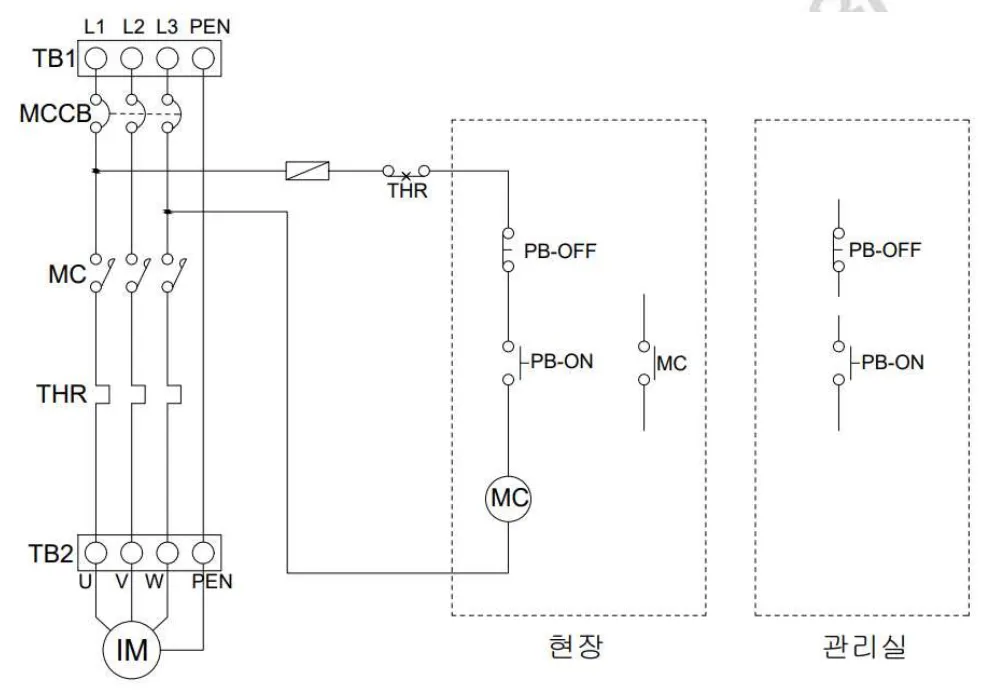 L1 L2 L3 PEN
TB1
MCCB
THR
PB-OFF
PB-OFF
MC
PB-ON
MC
PB-ON
THR
MC
TB2
U V W PEN
IM
현장
관리실